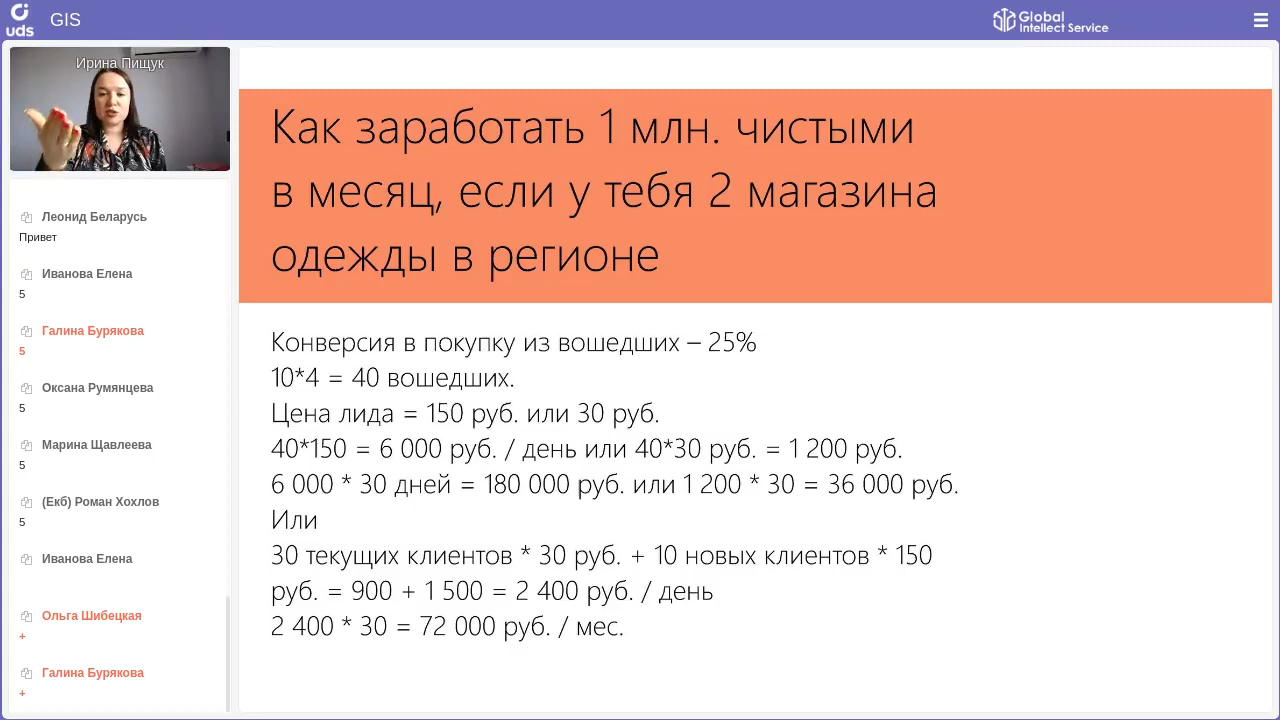 uds
GIS
Global
Intellect Service
Ирина Пищук
Леонид Беларусь
Привет
Иванова Елена
5
Галина Бурякова
5
Оксана Румянцева
5
Марина Щавлеева
5
(Екб) Роман Хохлов
5
Иванова Елена
Ольга Шибецкая
+
Галина Бурякова
+
Как заработать 1 млн. чистыми
в месяц, если у тебя 2 магазина
одежды в регионе
Конверсия в покупку из вошедших – 25%
10*4 = 40 вошедших.
Цена лида = 150 руб. или 30 руб.
40*150 = 6 000 руб. / день или 40*30 руб. = 1 200 руб.
6 000 * 30 дней = 180 000 руб. или 1 200 * 30 = 36 000 руб.
Или
30 текущих клиентов * 30 руб. + 10 новых клиентов * 150
руб. = 900 + 1 500 = 2 400 руб. / день
2 400 * 30 = 72 000 руб. / мес.